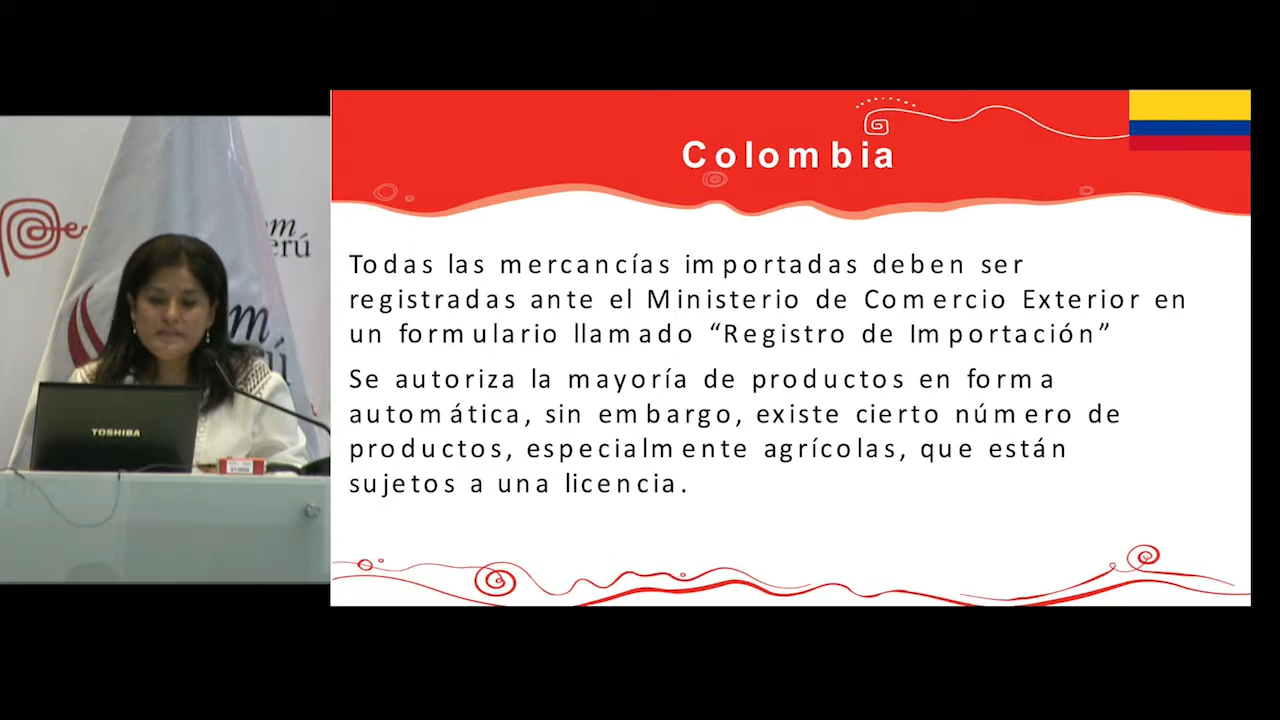 Colombia
Todas las mercancías importadas deben ser
registradas ante el Ministerio de Comercio Exterior en
un formulario llamado “Registro de Importación”
Se autoriza la mayoría de productos en forma
automática, sin embargo, existe cierto número de
productos, especialmente agrícolas, que están
sujetos a una licencia.
TOSHIBA